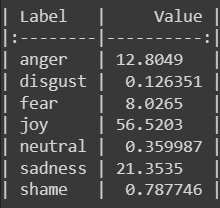 | Label   |     Value |
|:--------|----------:|
| anger   | 12.8049   |
| disgust |  0.126351 |
| fear    |  8.0265   |
| joy     | 56.5203   |
| neutral |  0.359987 |
| sadness | 21.3535   |
| shame   |  0.787746 |